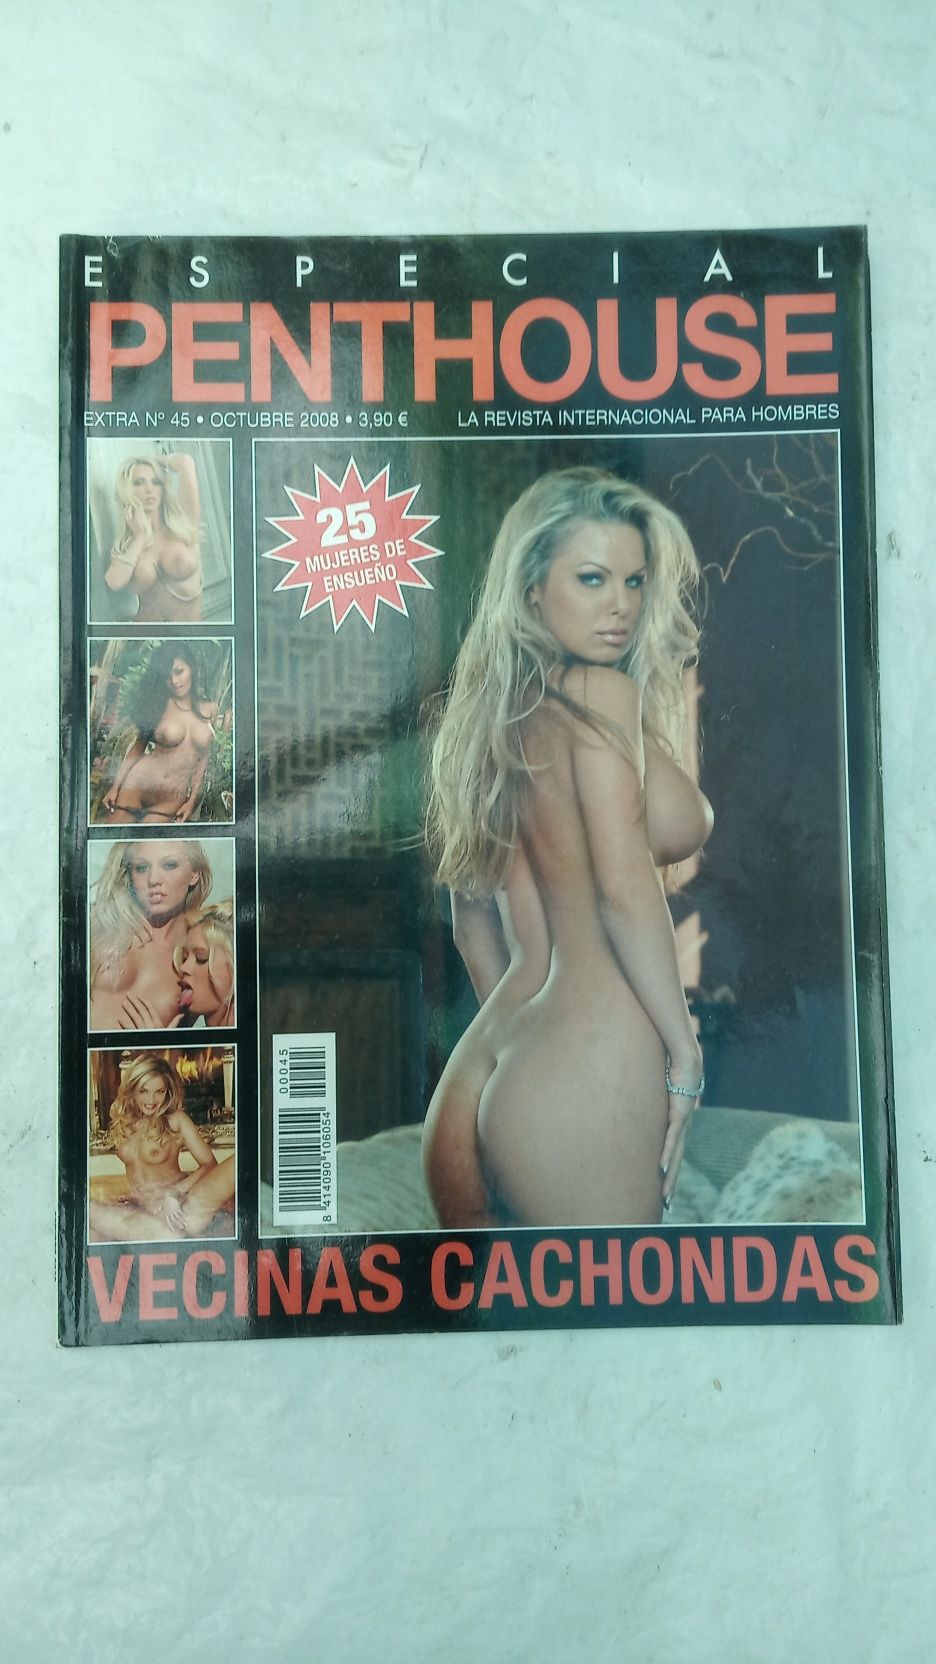 ESPECIAL
PENTHOUSE
EXTRA Nº 45 • OCTUBRE 2008 • 3,90 €
LA REVISTA INTERNACIONAL PARA HOMBRES
25
MUJERES DE
ENSUEÑO
00045
8 414090 106054
VECINAS CACHONDAS